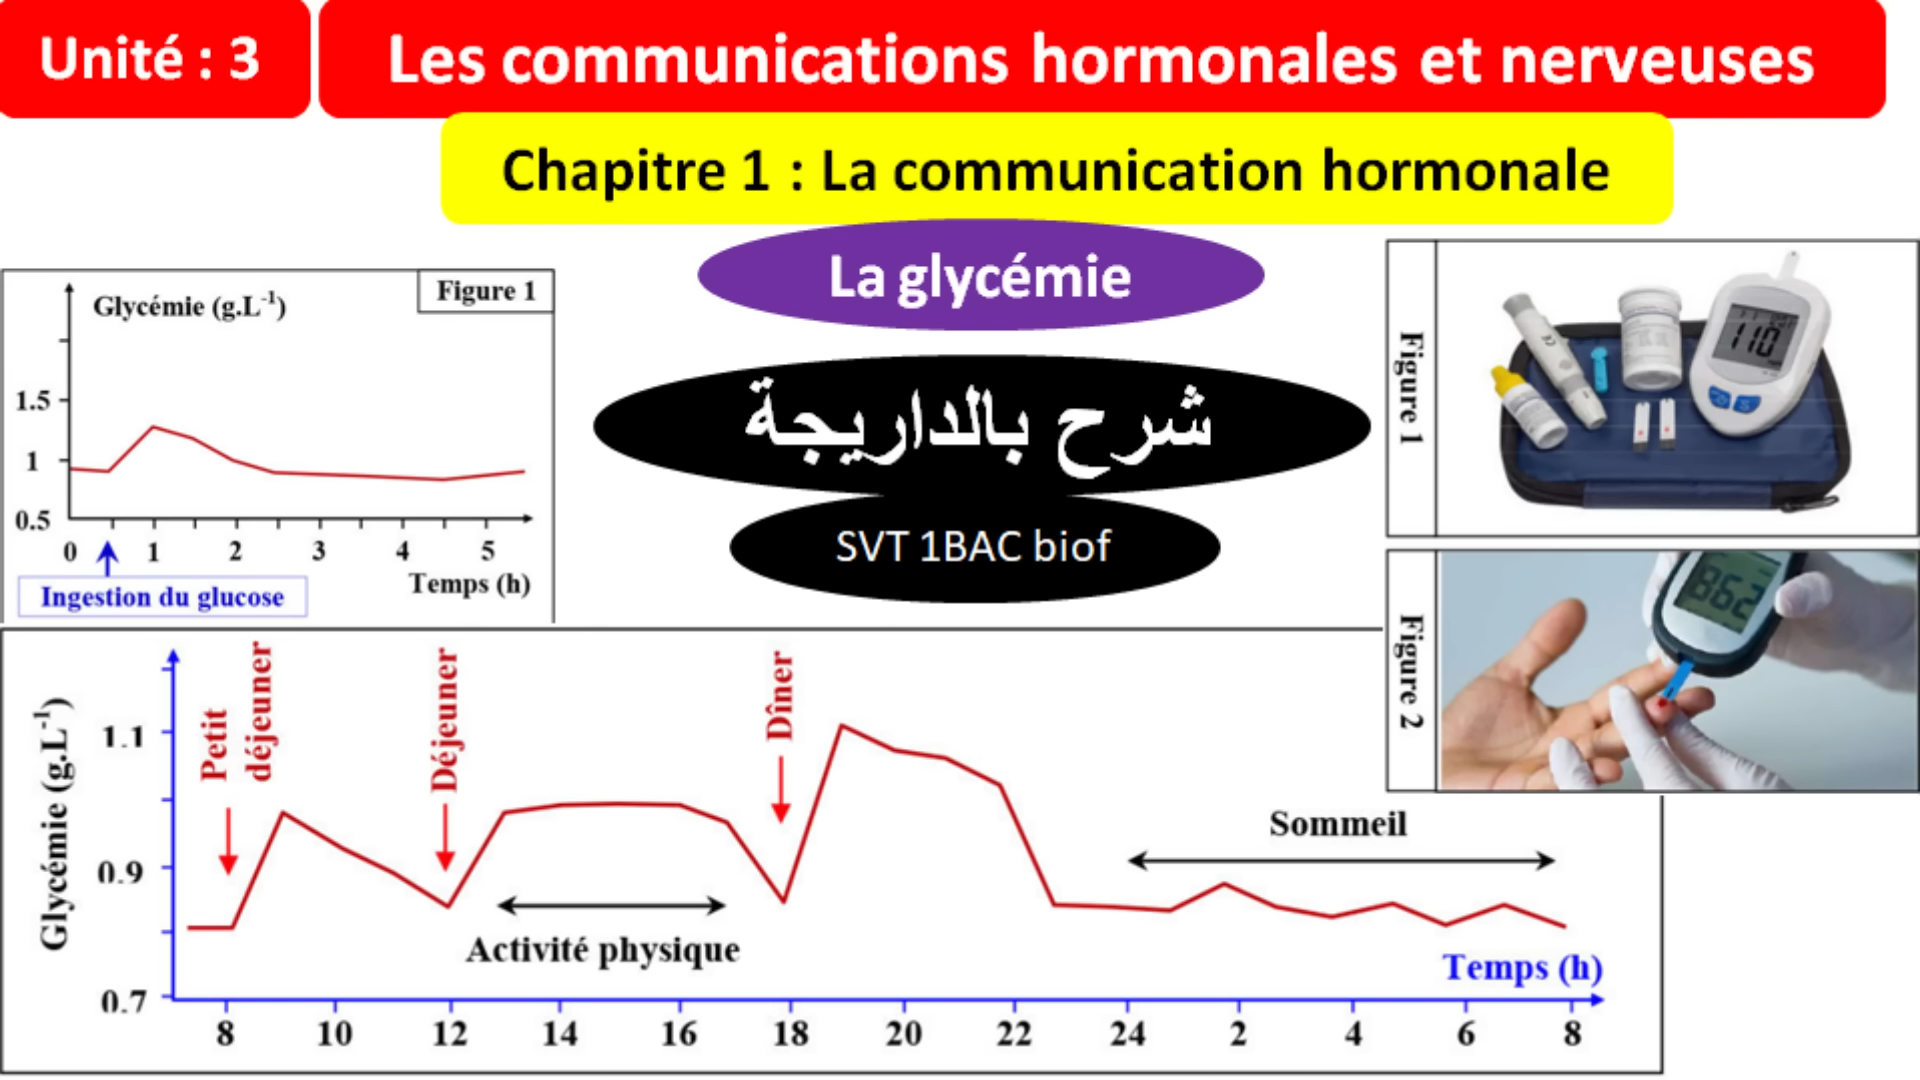 Unité : 3
Les communications hormonales et nerveuses
Chapitre 1 : La communication hormonale
La glycémie
شرح بالداريجة
SVT 1BAC biof
Figure 1
Glycémie (g.L⁻¹)
1.5
1
0.5
0 1 2 3 4 5
Temps (h)
Ingestion du glucose
Figure 1
110
Figure 2
862
Glycémie (g.L⁻¹)
1.1
0.9
0.7
Petit
déjeuner
Déjeuner
Dîner
Activité physique
Sommeil
Temps (h)
8 10 12 14 16 18 20 22 24 2 4 6 8